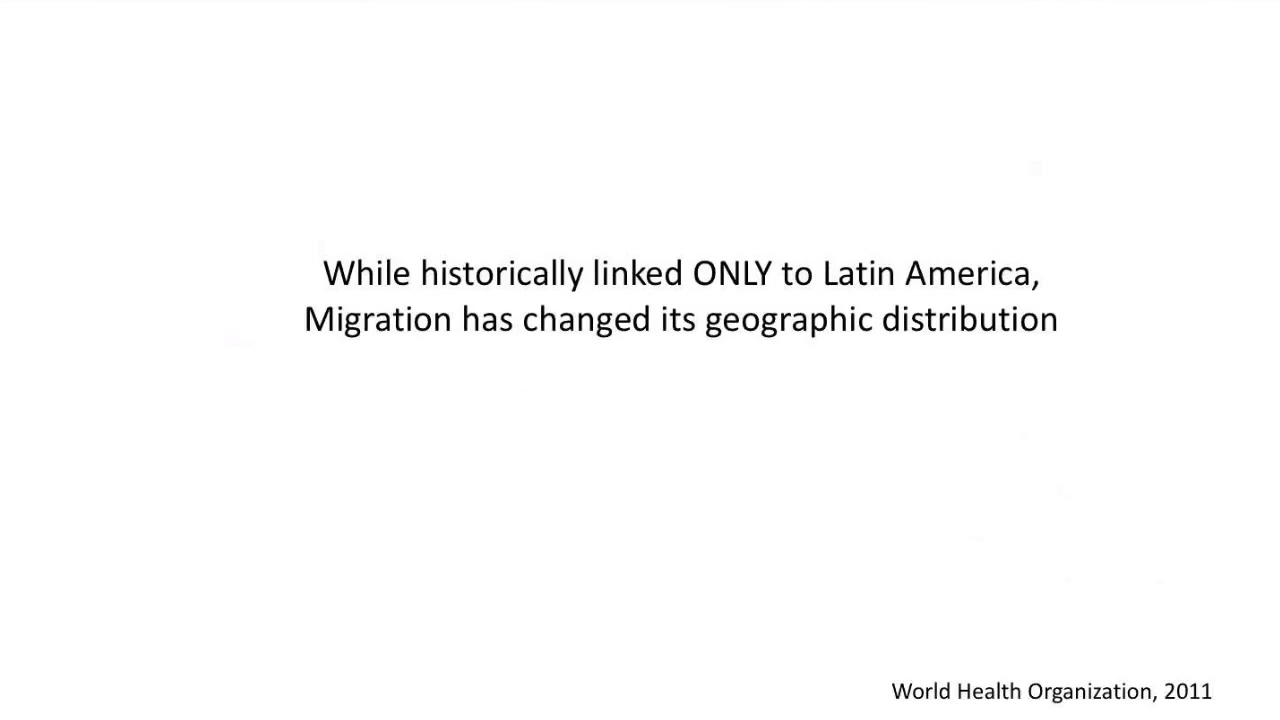 While historically linked ONLY to Latin America,
Migration has changed its geographic distribution
World Health Organization, 2011